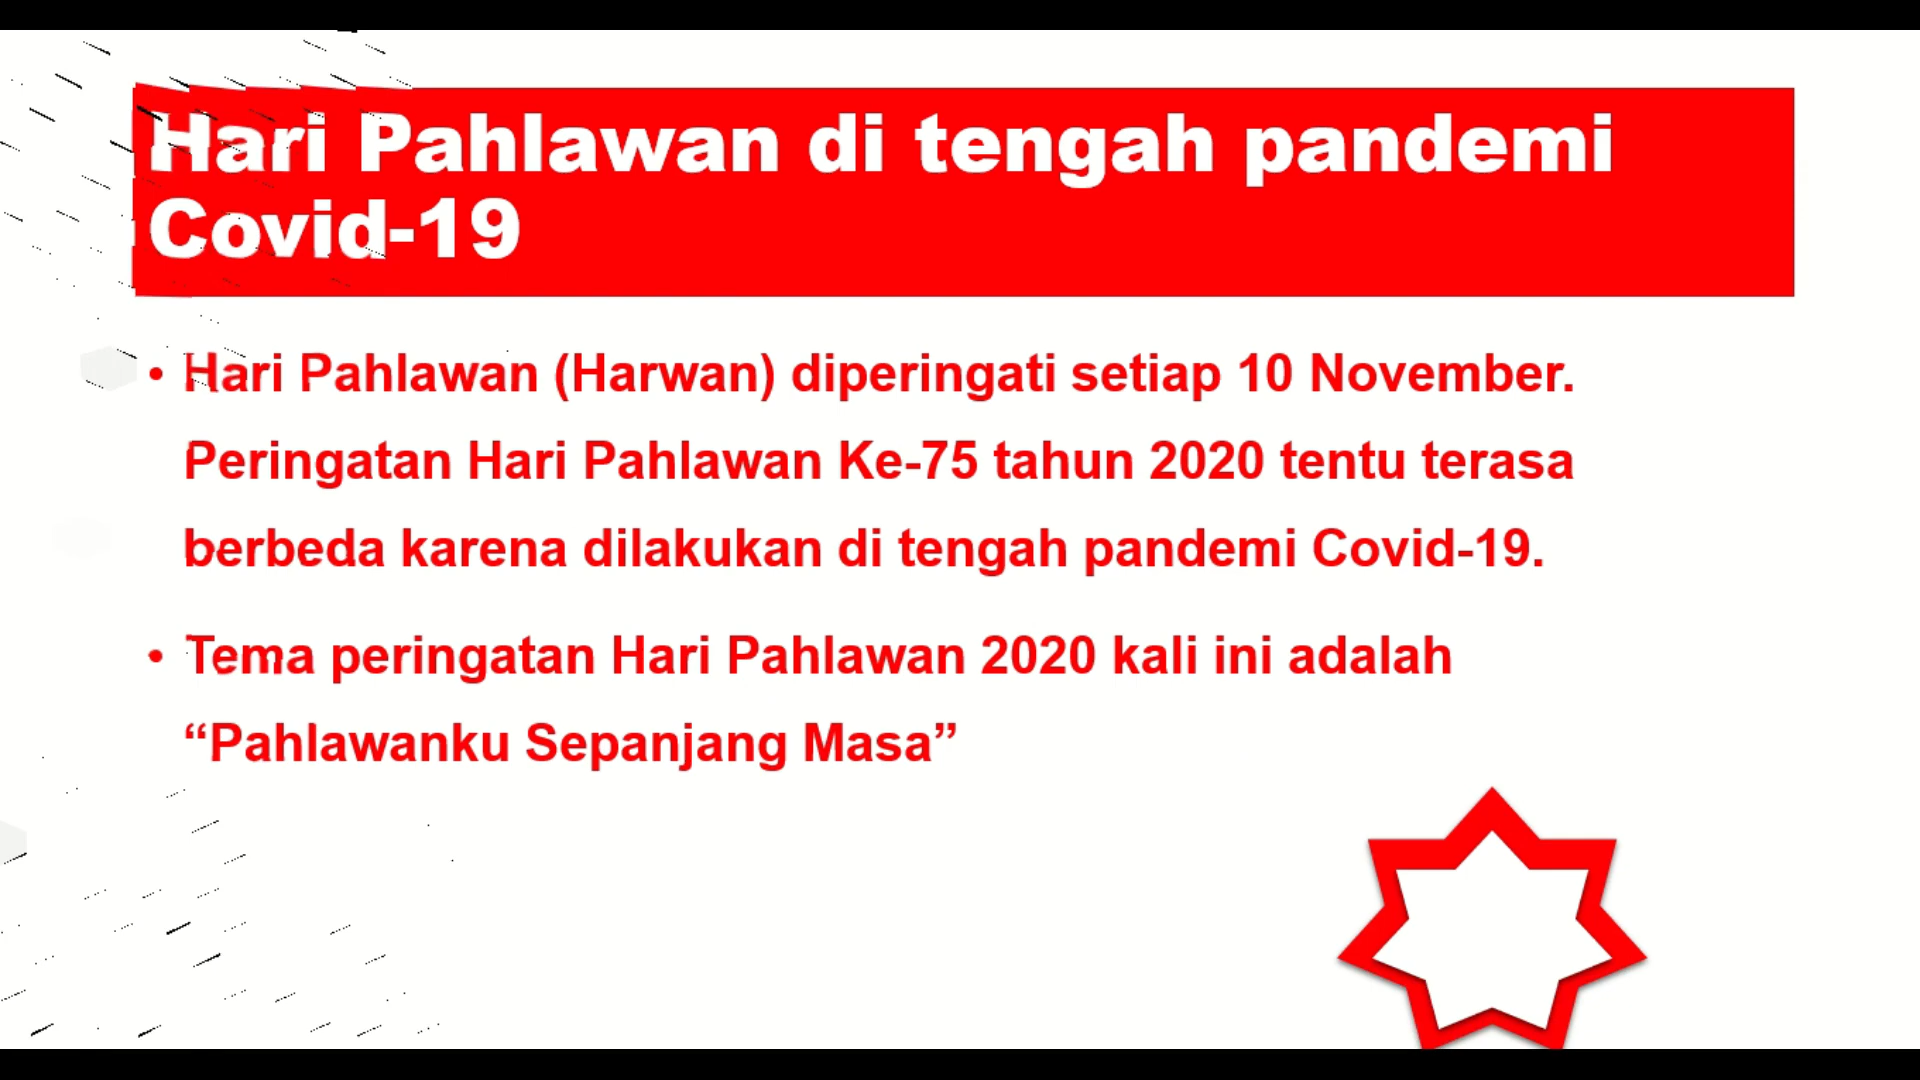 Hari Pahlawan di tengah pandemi
Covid-19
• Hari Pahlawan (Harwan) diperingati setiap 10 November.
Peringatan Hari Pahlawan Ke-75 tahun 2020 tentu terasa
berbeda karena dilakukan di tengah pandemi Covid-19.
• Tema peringatan Hari Pahlawan 2020 kali ini adalah
“Pahlawanku Sepanjang Masa”